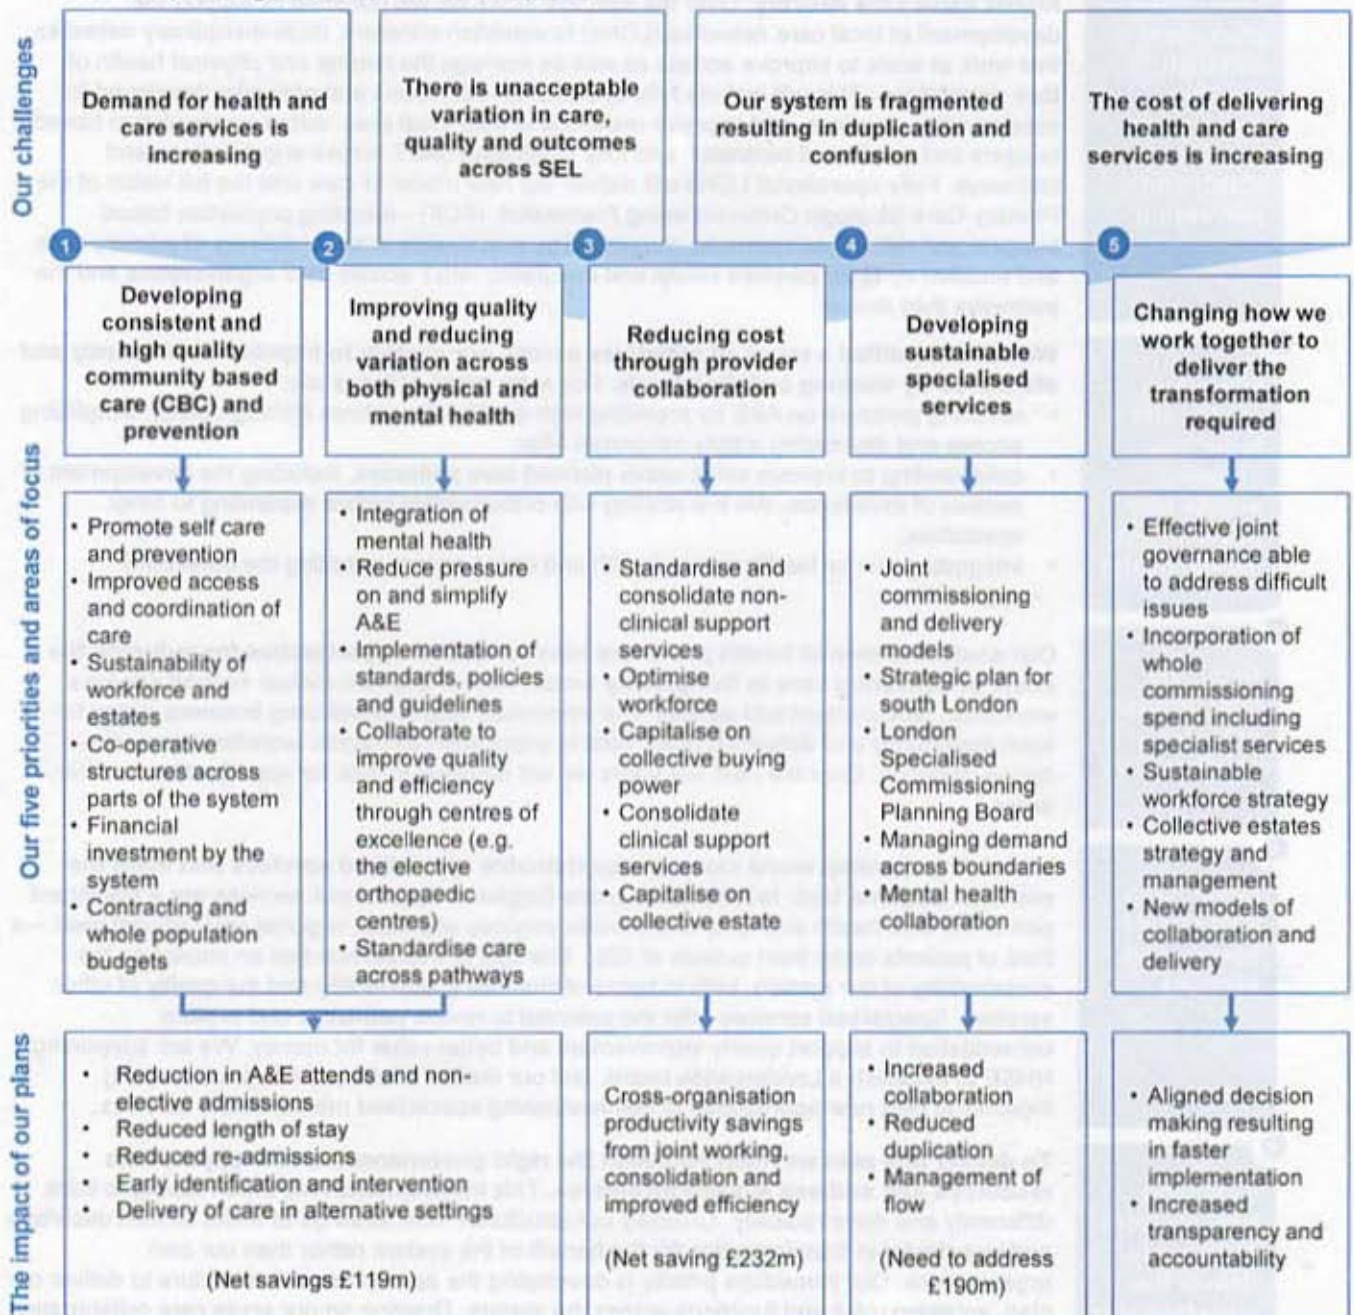 Our challenges
Demand for health and
care services is
increasing
There is unacceptable
variation in care,
quality and outcomes
across SEL
Our system is fragmented
resulting in duplication and
confusion
The cost of delivering
health and care
services is increasing
Our five priorities and areas of focus
1
Developing
consistent and
high quality
community based
care (CBC) and
prevention
2
Improving quality
and reducing
variation across
both physical and
mental health
3
Reducing cost
through provider
collaboration
4
Developing
sustainable
specialised
services
5
Changing how we
work together to
deliver the
transformation
required
• Promote self care
and prevention
• Improved access
and coordination of
care
• Sustainability of
workforce and
estates
• Co-operative
structures across
parts of the system
• Financial
investment by the
system
• Contracting and
whole population
budgets
• Integration of
mental health
• Reduce pressure
on and simplify
A&E
• Implementation of
standards, policies
and guidelines
• Collaborate to
improve quality
and efficiency
through centres of
excellence (e.g.
the elective
orthopaedic
centres)
• Standardise care
across pathways
• Standardise and
consolidate non-
clinical support
services
• Optimise
workforce
• Capitalise on
collective buying
power
• Consolidate
clinical support
services
• Capitalise on
collective estate
• Joint
commissioning
and delivery
models
• Strategic plan for
south London
• London
Specialised
Commissioning
Planning Board
• Managing demand
across boundaries
• Mental health
collaboration
• Effective joint
governance able
to address difficult
issues
• Incorporation of
whole
commissioning
spend including
specialist services
• Sustainable
workforce strategy
• Collective estates
strategy and
management
• New models of
collaboration and
delivery
The impact of our plans
• Reduction in A&E attends and non-
elective admissions
• Reduced length of stay
• Reduced re-admissions
• Early identification and intervention
• Delivery of care in alternative settings
(Net savings £119m)
Cross-organisation
productivity savings
from joint working,
consolidation and
improved efficiency
(Net saving £232m)
• Increased
collaboration
• Reduced
duplication
• Management of
flow
(Need to address
£190m)
• Aligned decision
making resulting
in faster
implementation
• Increased
transparency and
accountability